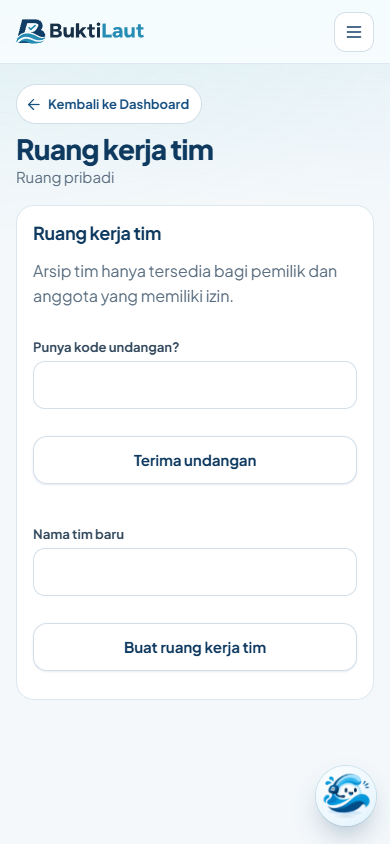 BuktiLaut
Kembali ke Dashboard
Ruang kerja tim
Ruang pribadi
Ruang kerja tim
Arsip tim hanya tersedia bagi pemilik dan
anggota yang memiliki izin.
Punya kode undangan?
Terima undangan
Nama tim baru
Buat ruang kerja tim